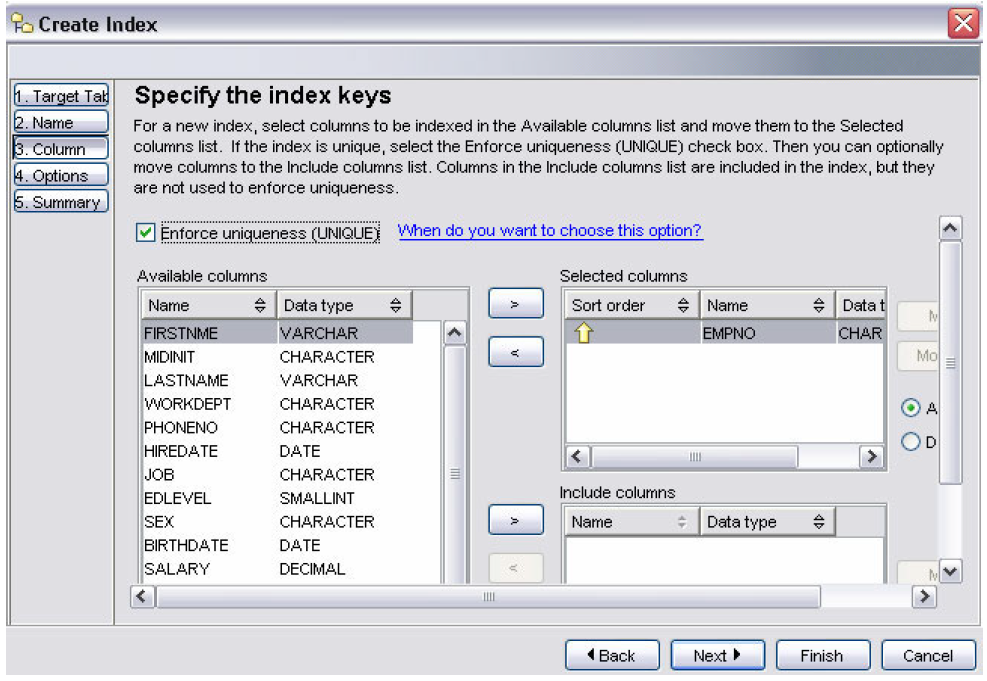 Create Index
1. Target Tab
2. Name
3. Column
4. Options
5. Summary
Specify the index keys
For a new index, select columns to be indexed in the Available columns list and move them to the Selected
columns list. If the index is unique, select the Enforce uniqueness (UNIQUE) check box. Then you can optionally
move columns to the Include columns list. Columns in the Include columns list are included in the index, but they
are not used to enforce uniqueness.
Enforce uniqueness (UNIQUE) When do you want to choose this option?
Available columns
Name Data type
FIRSTNME VARCHAR
MIDINIT CHARACTER
LASTNAME VARCHAR
WORKDEPT CHARACTER
PHONENO CHARACTER
HIREDATE DATE
JOB CHARACTER
EDLEVEL SMALLINT
SEX CHARACTER
BIRTHDATE DATE
SALARY DECIMAL
>
<
>
<
Selected columns
Sort order Name Data t
EMPNO CHAR
Mo
A
D
Include columns
Name Data type
Back Next Finish Cancel